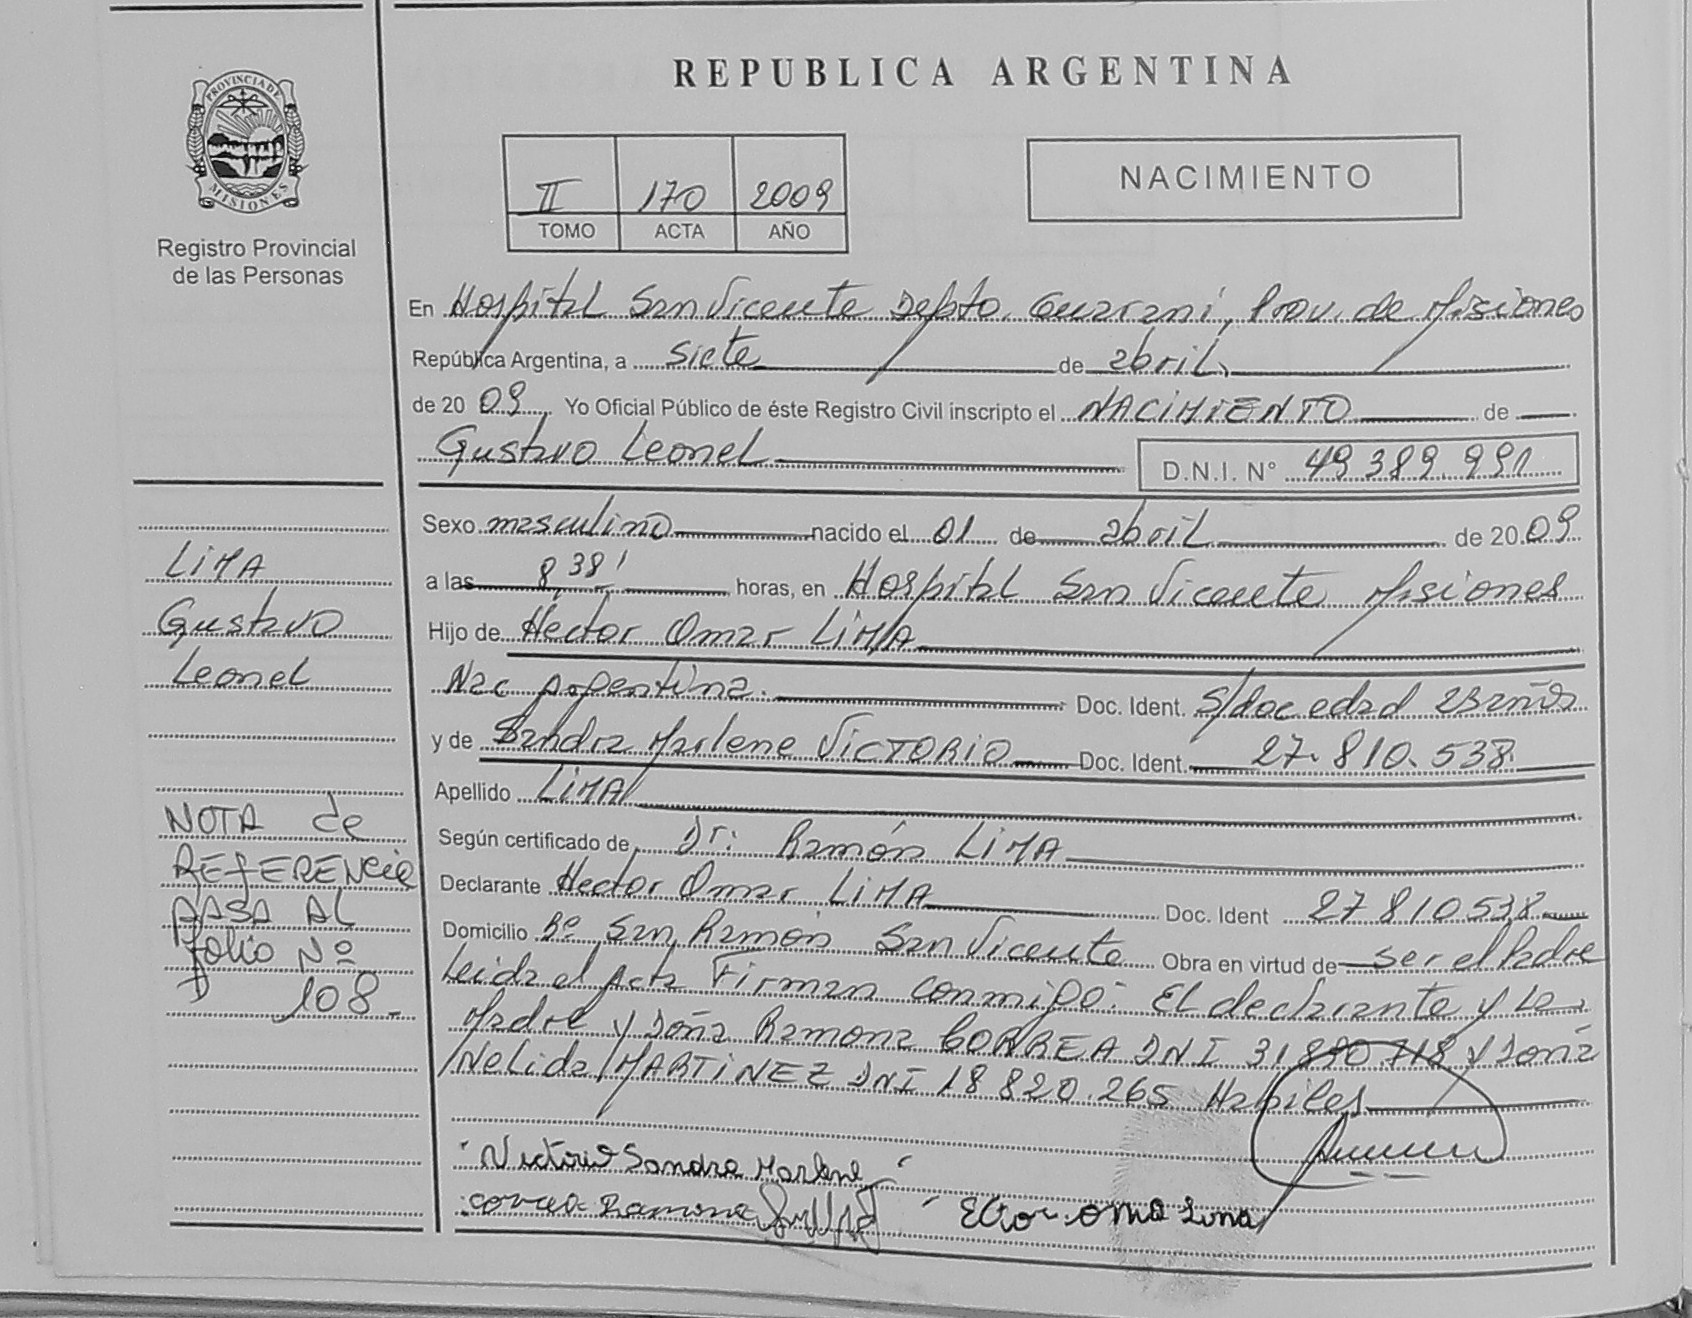 PROVINCIA DE
MISIONES
Registro Provincial
de las Personas
REPUBLICA ARGENTINA
II 170 2009
TOMO ACTA AÑO
NACIMIENTO
En Hospital San Vicente Depto. Guarani, Prov. de Misiones
República Argentina, a siete de abril
de 20 09 Yo Oficial Público de éste Registro Civil inscripto el NACIMIENTO de
Gustavo Leonel D.N.I. N° 49.389.991
Sexo masculino nacido el 01 de abril de 20 09
a las 8,38' horas, en Hospital San Vicente Misiones
Hijo de Hector Omar LIMA
Nac Argentina. Doc. Ident. S/doc edad 23 años
y de Sandra Marlene VICTORIO Doc. Ident. 27.810.538
Apellido LIMA
Según certificado de Dr: Ramón LIMA
Declarante Hector Omar LIMA Doc. Ident 27810538
Domicilio Bº San Ramón San Vicente Obra en virtud de ser el Padre
Leida el Acta Firman conmigo: El declarante y la
Madre y doña Ramona CORREA DNI 31.890.718 y doña
Nelida MARTINEZ DNI 18.820.265 Habiles
Victorio Sandra Marlene
correa Ramona
Ector omar Lima
LIMA
Gustavo
Leonel
NOTA de
REFERENCIA
PASA AL
folio Nº
108.-